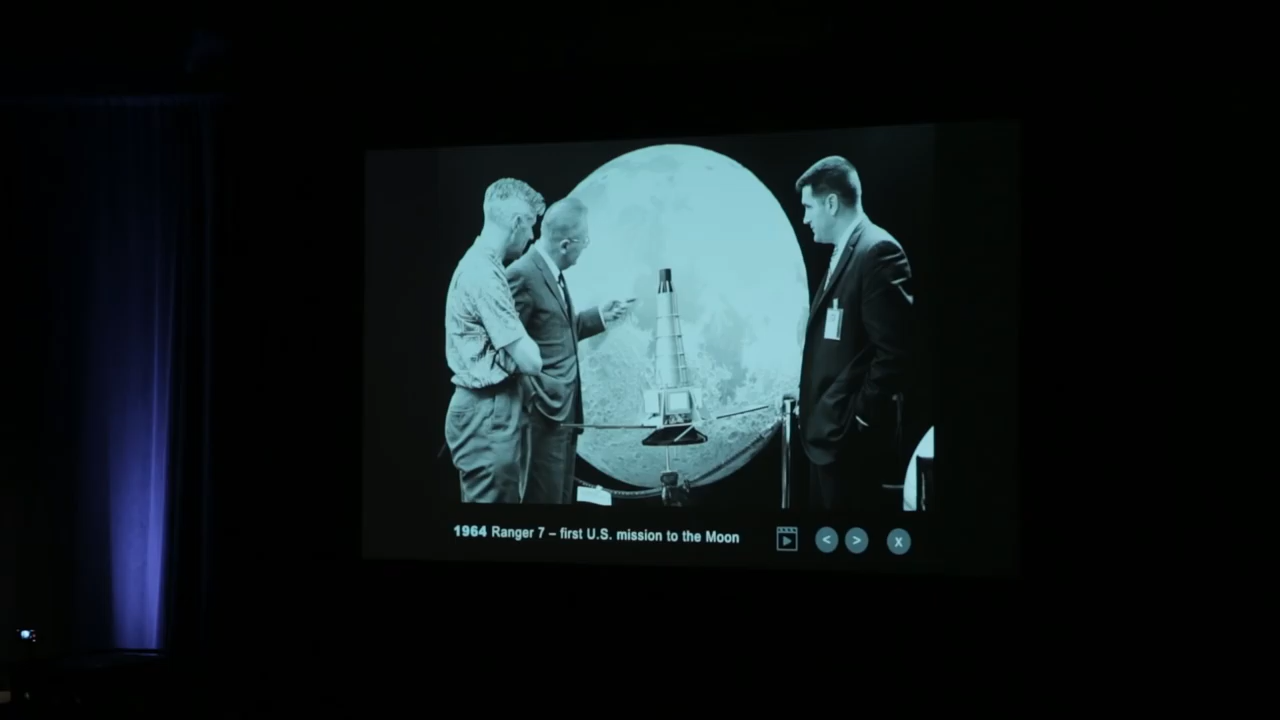 1964 Ranger 7 – first U.S. mission to the Moon
< > X